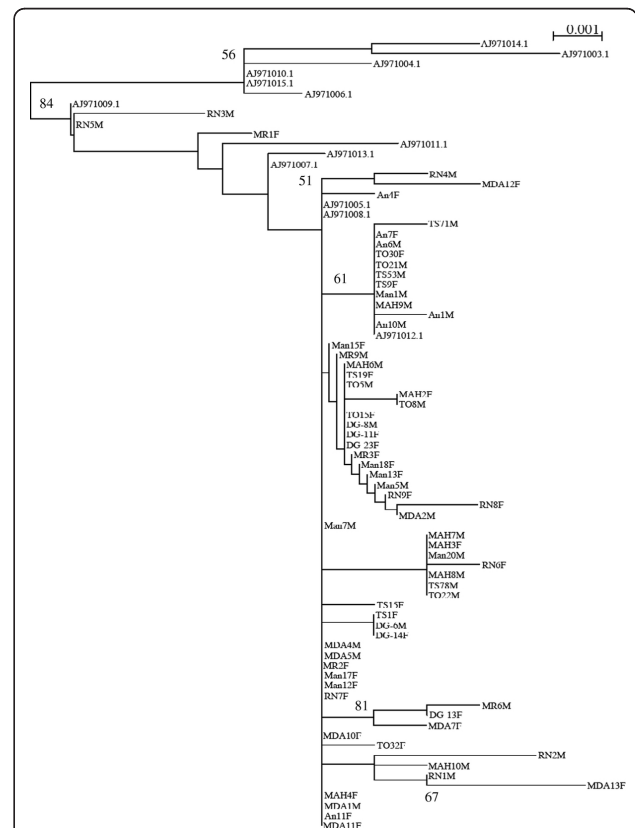 0.001
56
AJ971014.1
AJ971003.1
AJ971004.1
AJ971010.1
AJ971015.1
AJ971006.1
84
AJ971009.1
RN3M
RN5M
MR1F
AJ971011.1
AJ971013.1
AJ971007.1
51
RN4M
MDA12F
An4F
AJ971005.1
AJ971008.1
TS71M
An7F
An6M
TO30F
TO21M
TS53M
61
TS9F
Man1M
MAH9M
An1M
An10M
AJ971012.1
Man15F
MR9M
MAH6M
TS19F
TO5M
MAH2F
TO8M
TO15F
DG-8M
DG-11F
DG 23F
MR3F
Man18F
Man13F
Man5M
RN9F
RN8F
MDA2M
Man7M
MAH7M
MAH3F
Man20M
RN6F
MAH8M
TS78M
TO22M
TS15F
TS1F
DG-6M
DG-14F
MDA4M
MDA5M
MR2F
Man17F
Man12F
RN7F
81
MR6M
DG 13F
MDA7F
MDA10F
TO32F
RN2M
MAH10M
RN1M
MDA13F
67
MAH4F
MDA1M
An11F
MDA11F